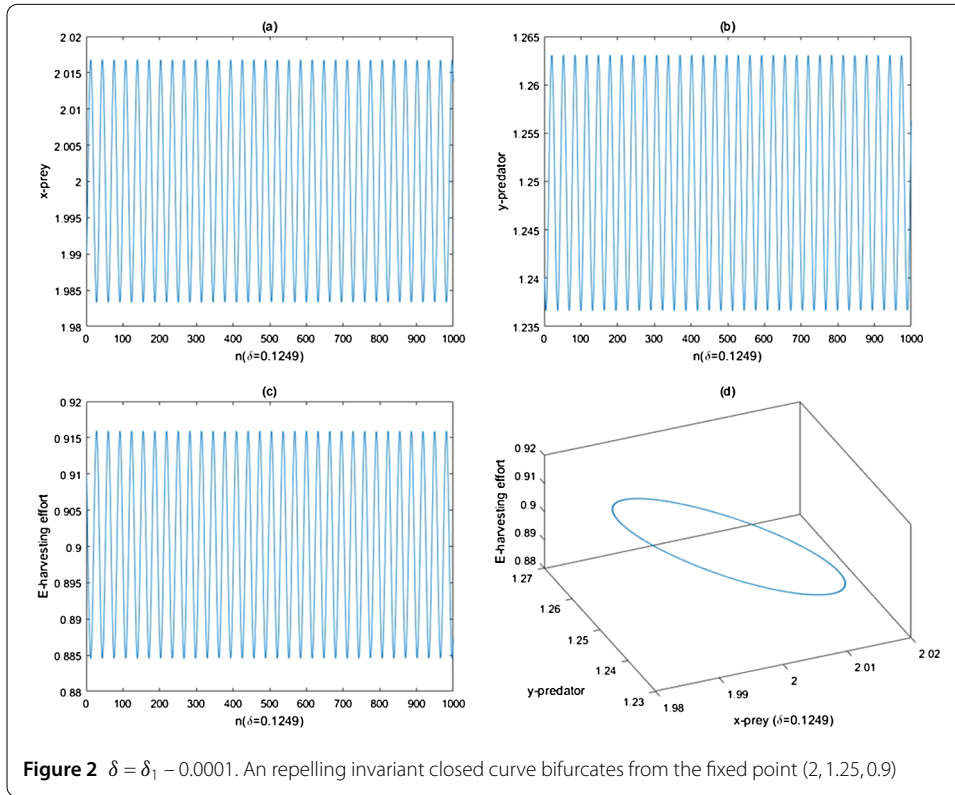 (a)
2.02
2.015
2.01
2.005
2
1.995
1.99
1.985
1.98
x-prey
0 100 200 300 400 500 600 700 800 900 1000
n(δ=0.1249)
(b)
1.265
1.26
1.255
1.25
1.245
1.24
1.235
y-predator
0 100 200 300 400 500 600 700 800 900 1000
n(δ=0.1249)
(c)
0.92
0.915
0.91
0.905
0.9
0.895
0.89
0.885
0.88
E-harvesting effort
0 100 200 300 400 500 600 700 800 900 1000
n(δ=0.1249)
(d)
0.92
0.91
0.9
0.89
0.88
E-harvesting effort
1.27
1.26
1.25
1.24
1.23
y-predator
1.98
1.99
2
2.01
2.02
x-prey (δ=0.1249)
Figure 2 δ = δ₁ – 0.0001. An repelling invariant closed curve bifurcates from the fixed point (2, 1.25, 0.9)